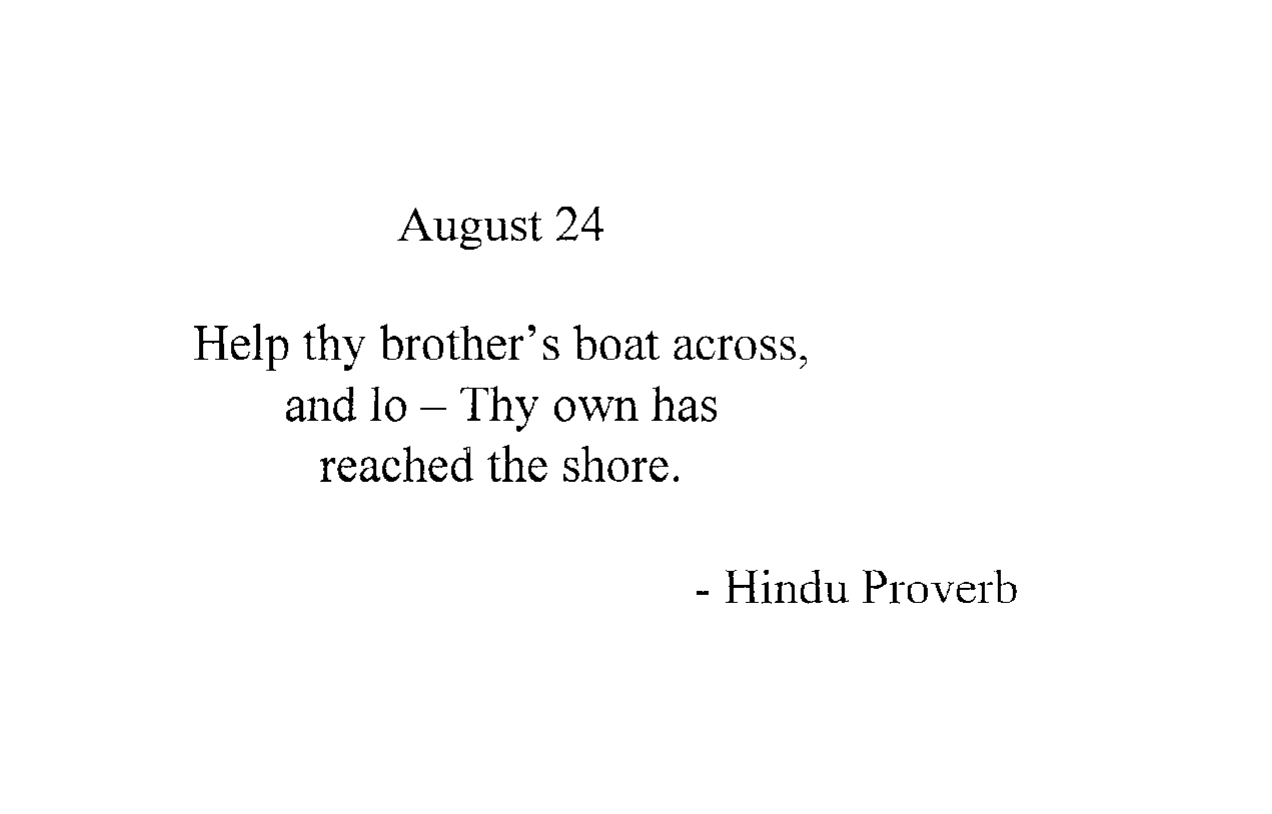 August 24
Help thy brother’s boat across,
and lo – Thy own has
reached the shore.
- Hindu Proverb